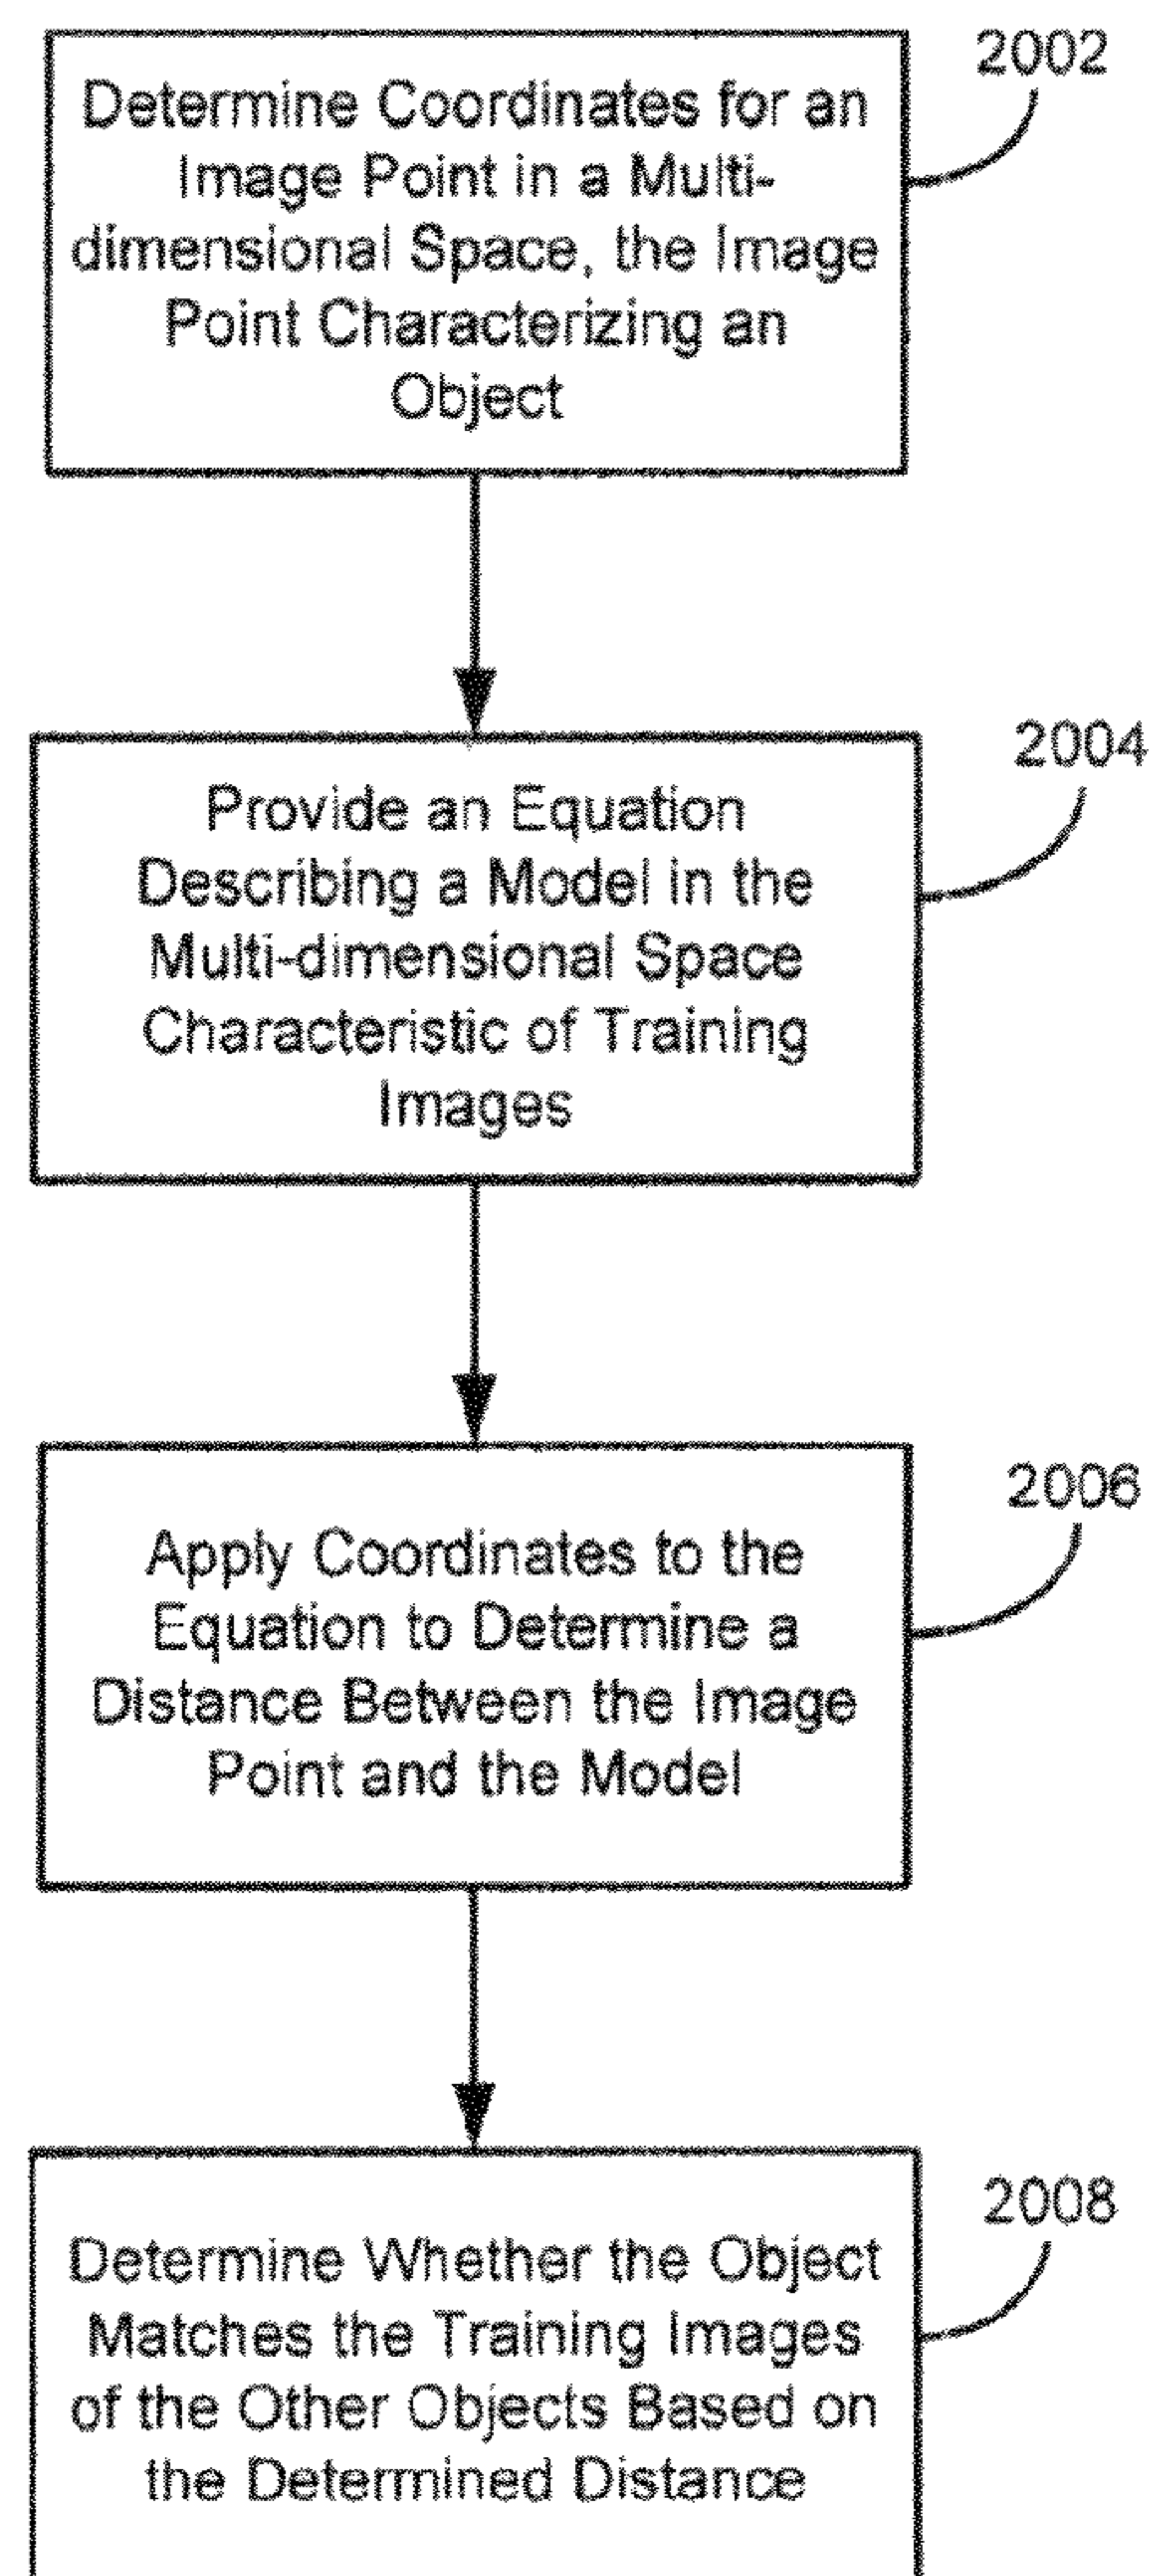 2002
Determine Coordinates for an
Image Point in a Multi-
dimensional Space, the Image
Point Characterizing an
Object
2004
Provide an Equation
Describing a Model in the
Multi-dimensional Space
Characteristic of Training
Images
2006
Apply Coordinates to the
Equation to Determine a
Distance Between the Image
Point and the Model
2008
Determine Whether the Object
Matches the Training Images
of the Other Objects Based on
the Determined Distance